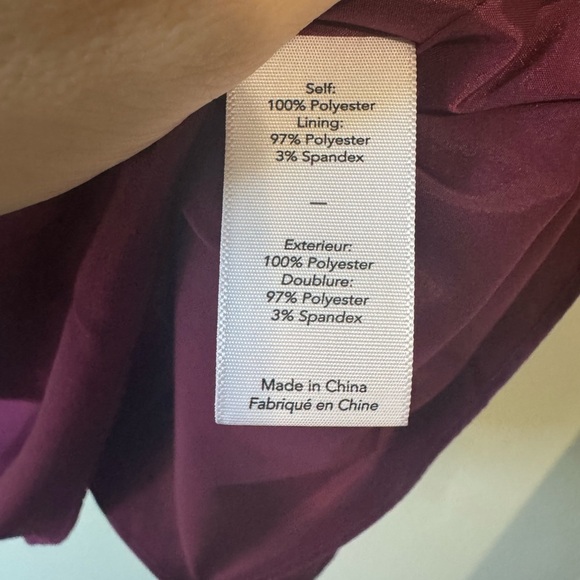 Self:
100% Polyester
Lining:
97% Polyester
3% Spandex
—
Exterieur:
100% Polyester
Doublure:
97% Polyester
3% Spandex
Made in China
Fabriqué en Chine